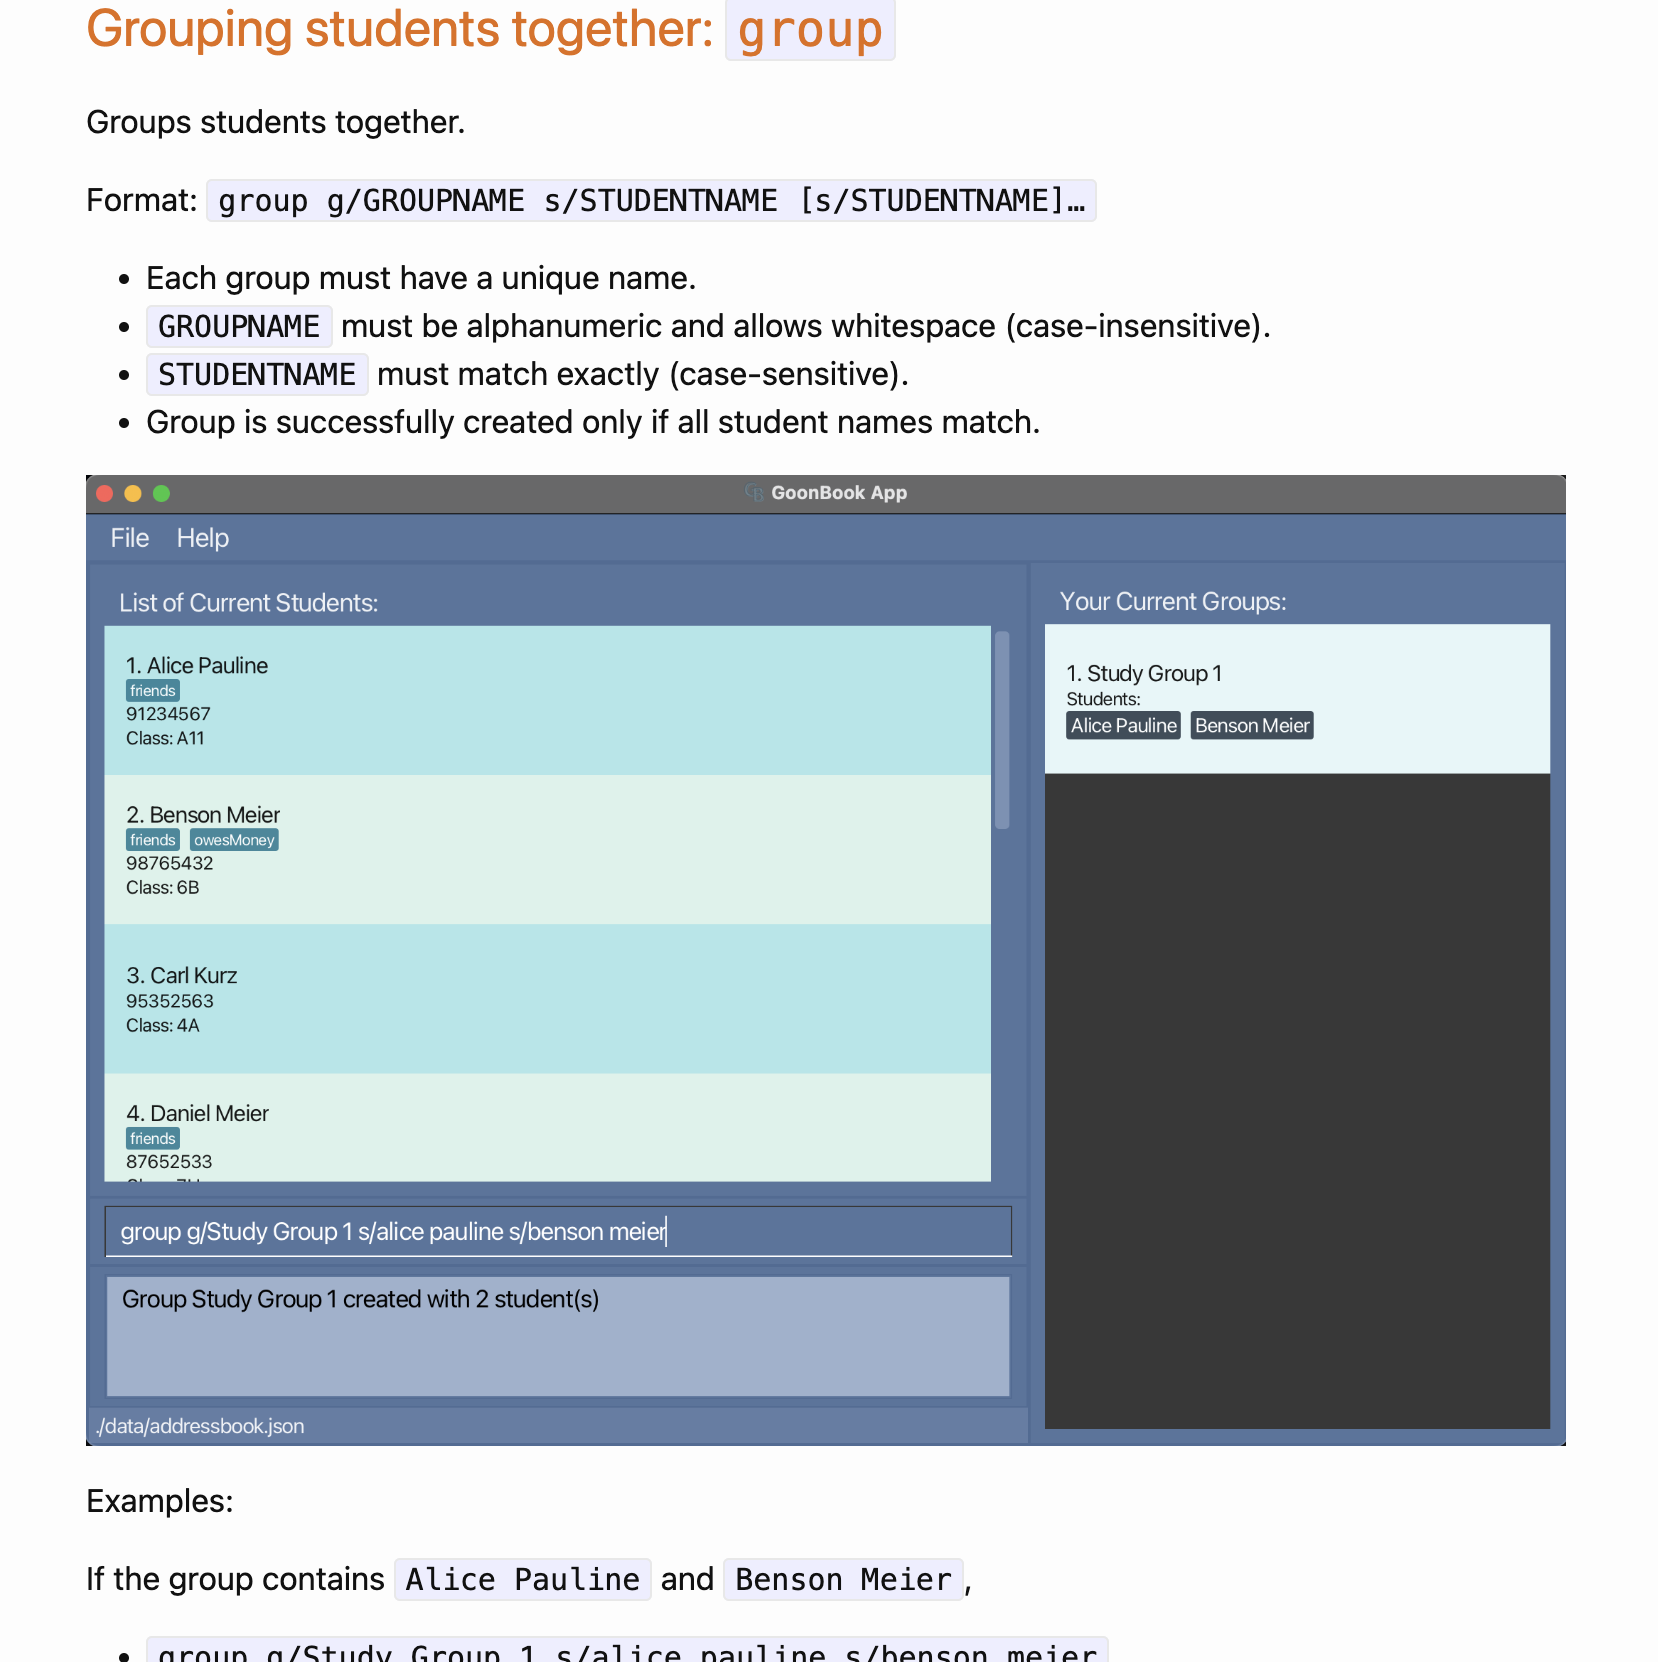 Grouping students together: group
Groups students together.
Format: group g/GROUPNAME s/STUDENTNAME [s/STUDENTNAME]…
Each group must have a unique name.
GROUPNAME must be alphanumeric and allows whitespace (case-insensitive).
STUDENTNAME must match exactly (case-sensitive).
Group is successfully created only if all student names match.
GoonBook App
File Help
List of Current Students:
1. Alice Pauline
friends
91234567
Class: A11
2. Benson Meier
friends owesMoney
98765432
Class: 6B
3. Carl Kurz
95352563
Class: 4A
4. Daniel Meier
friends
87652533
group g/Study Group 1 s/alice pauline s/benson meier
Group Study Group 1 created with 2 student(s)
./data/addressbook.json
Your Current Groups:
1. Study Group 1
Students:
Alice Pauline Benson Meier
Examples:
If the group contains Alice Pauline and Benson Meier,
group g/Study Group 1 s/alice pauline s/benson meier